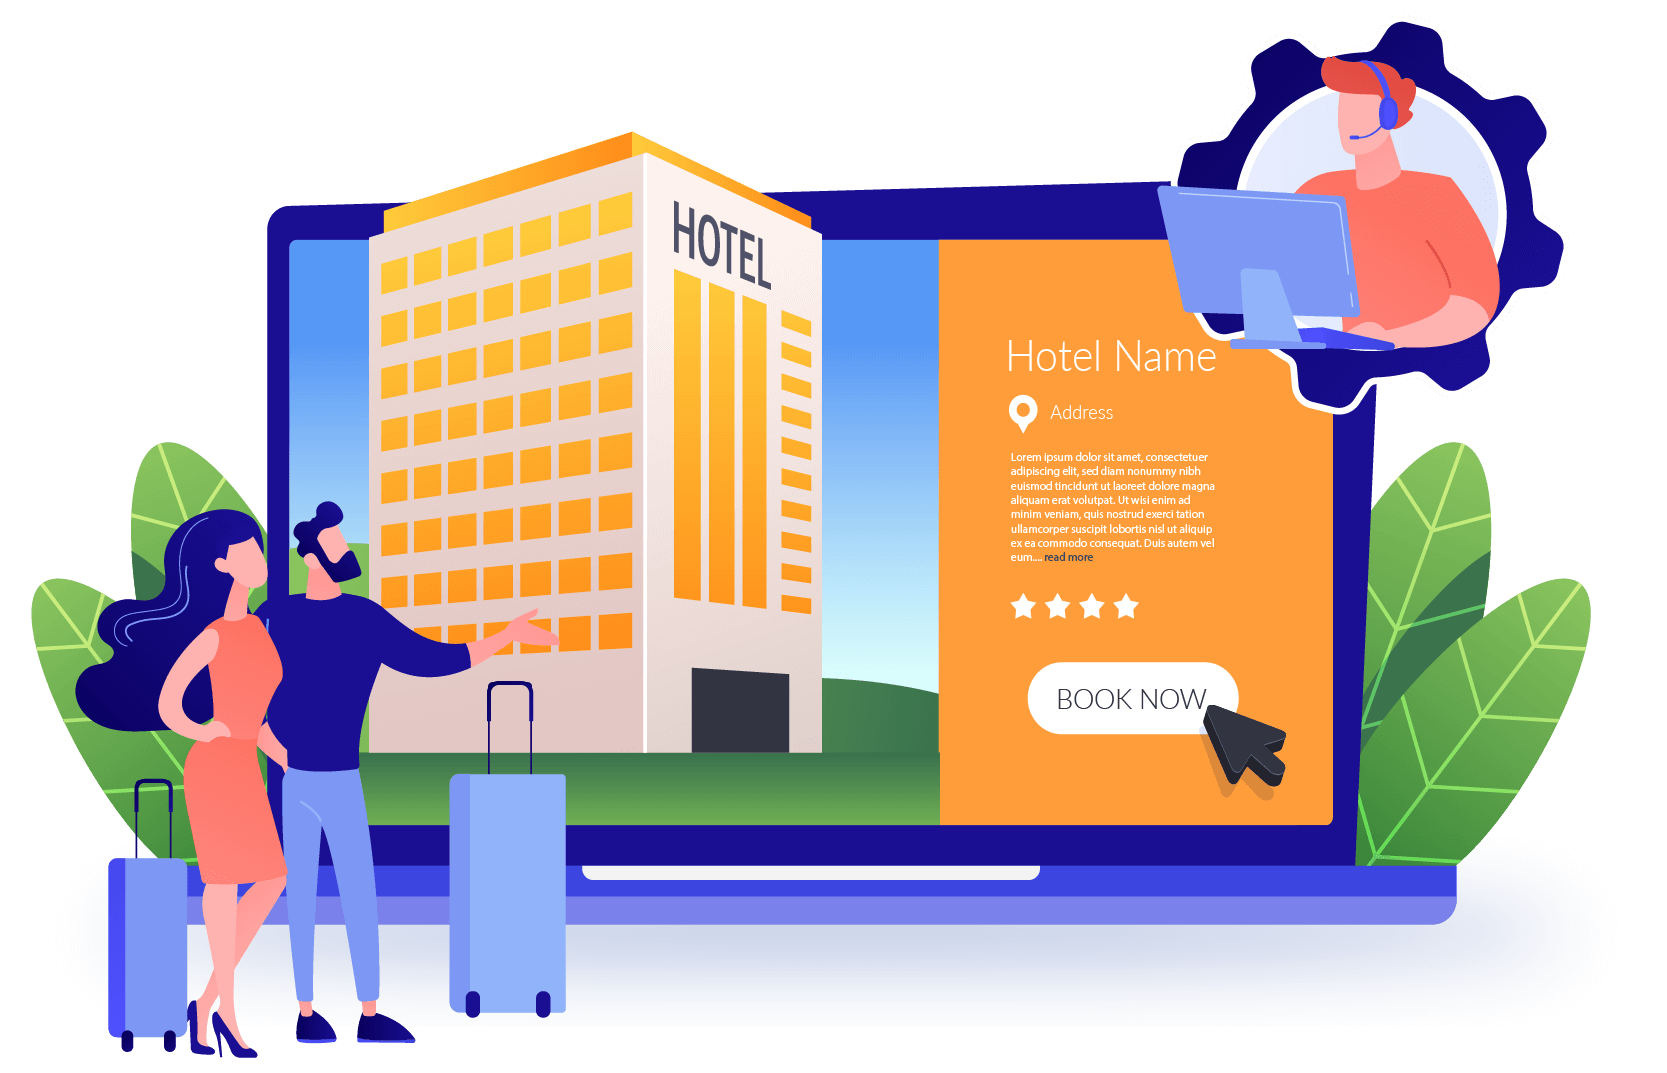 HOTEL
Hotel Name
Address
Lorem ipsum dolor sit amet, consectetuer
adipiscing elit, sed diam nonummy nibh
euismod tincidunt ut laoreet dolore magna
aliquam erat volutpat. Ut wisi enim ad
minim veniam, quis nostrud exerci tation
ullamcorper suscipit lobortis nisl ut aliquip
ex ea commodo consequat. Duis autem vel
eum... read more
BOOK NOW